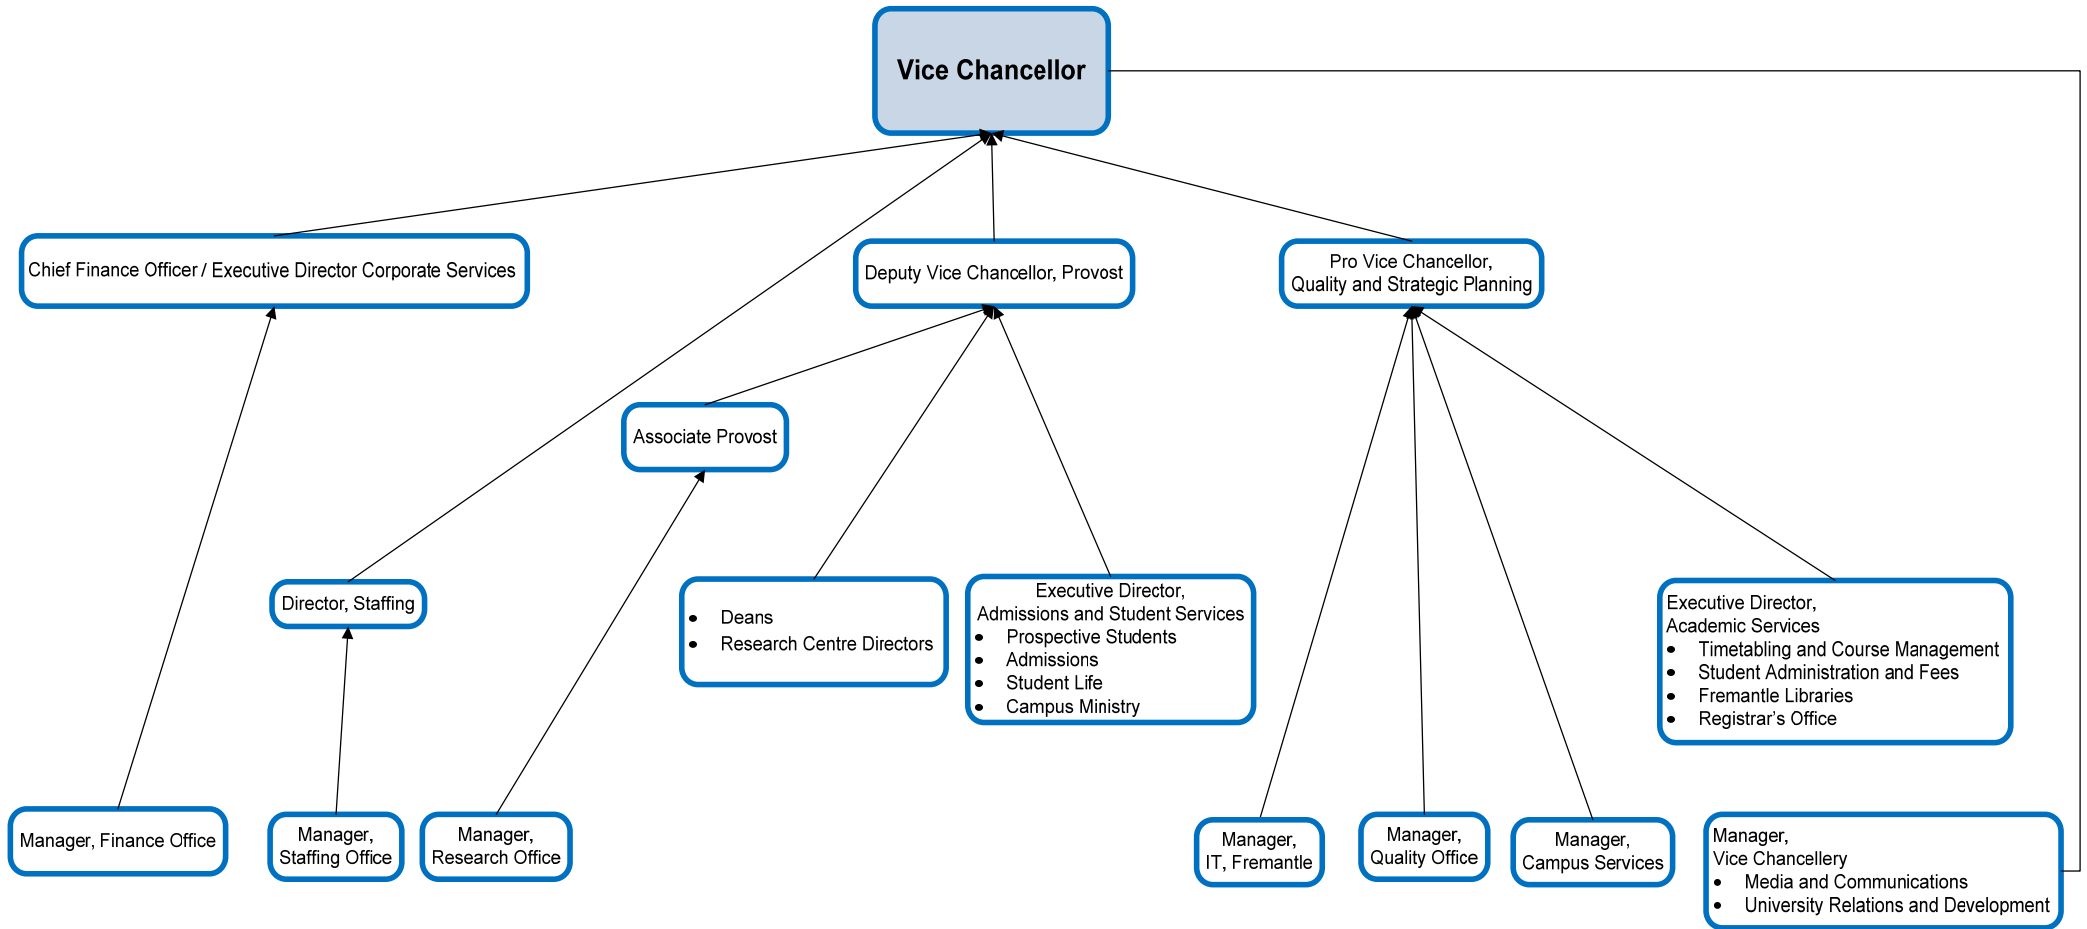 Vice Chancellor
Chief Finance Officer / Executive Director Corporate Services
Deputy Vice Chancellor, Provost
Pro Vice Chancellor,
Quality and Strategic Planning
Associate Provost
Director, Staffing
• Deans
• Research Centre Directors
Executive Director,
Admissions and Student Services
• Prospective Students
• Admissions
• Student Life
• Campus Ministry
Executive Director,
Academic Services
• Timetabling and Course Management
• Student Administration and Fees
• Fremantle Libraries
• Registrar’s Office
Manager, Finance Office
Manager,
Staffing Office
Manager,
Research Office
Manager,
IT, Fremantle
Manager,
Quality Office
Manager,
Campus Services
Manager,
Vice Chancellery
• Media and Communications
• University Relations and Development